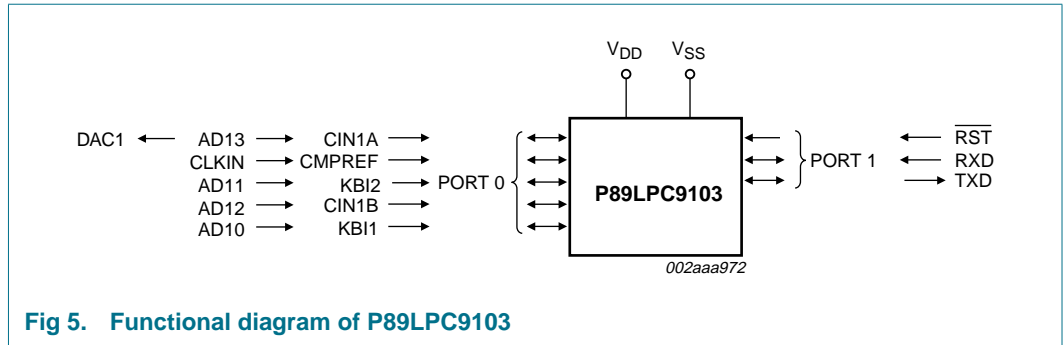 VDD VSS
DAC1 AD13 CIN1A RST
CLKIN CMPREF RXD
AD11 KBI2 PORT 0 P89LPC9103 PORT 1 TXD
AD12 CIN1B
AD10 KBI1
002aaa972
Fig 5. Functional diagram of P89LPC9103